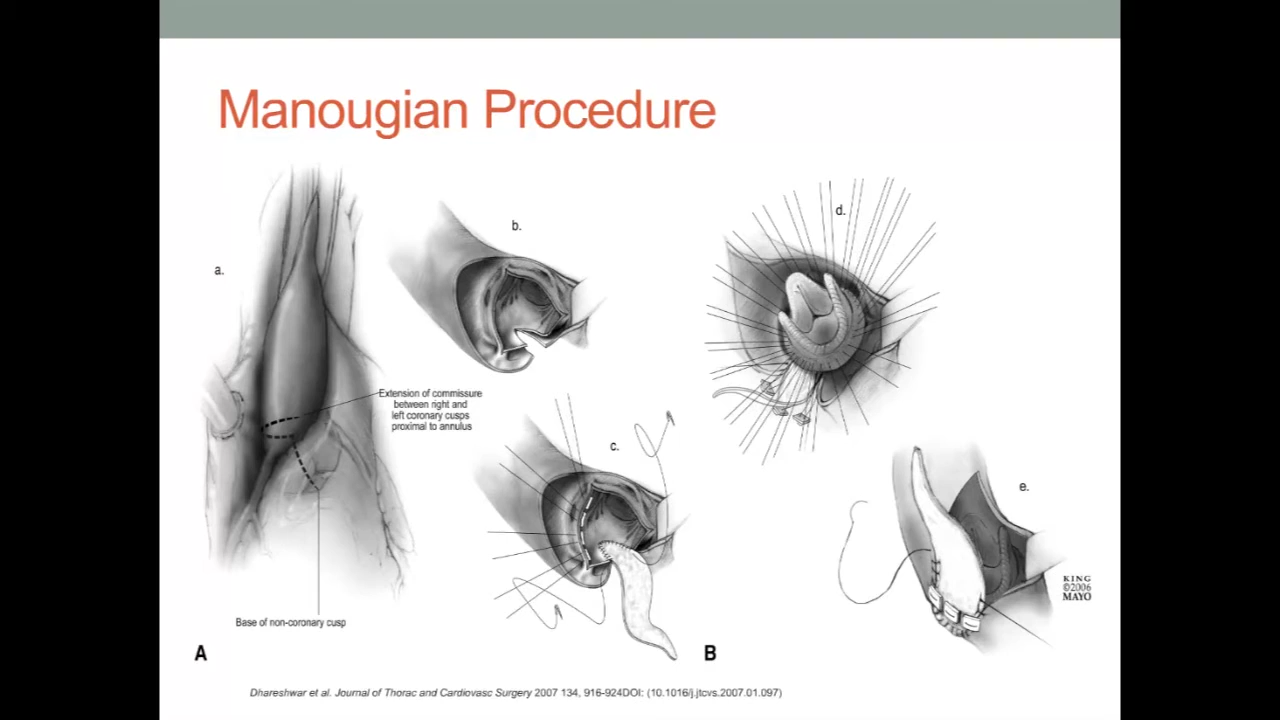 Manougian Procedure
a.
b.
Extension of commissure
between right and
left coronary cusps
proximal to annulus
c.
Base of non-coronary cusp
A
d.
e.
KING
©2006
MAYO
B
Dhareshwar et al. Journal of Thorac and Cardiovasc Surgery 2007 134, 916-924DOI: (10.1016/j.jtcvs.2007.01.097)